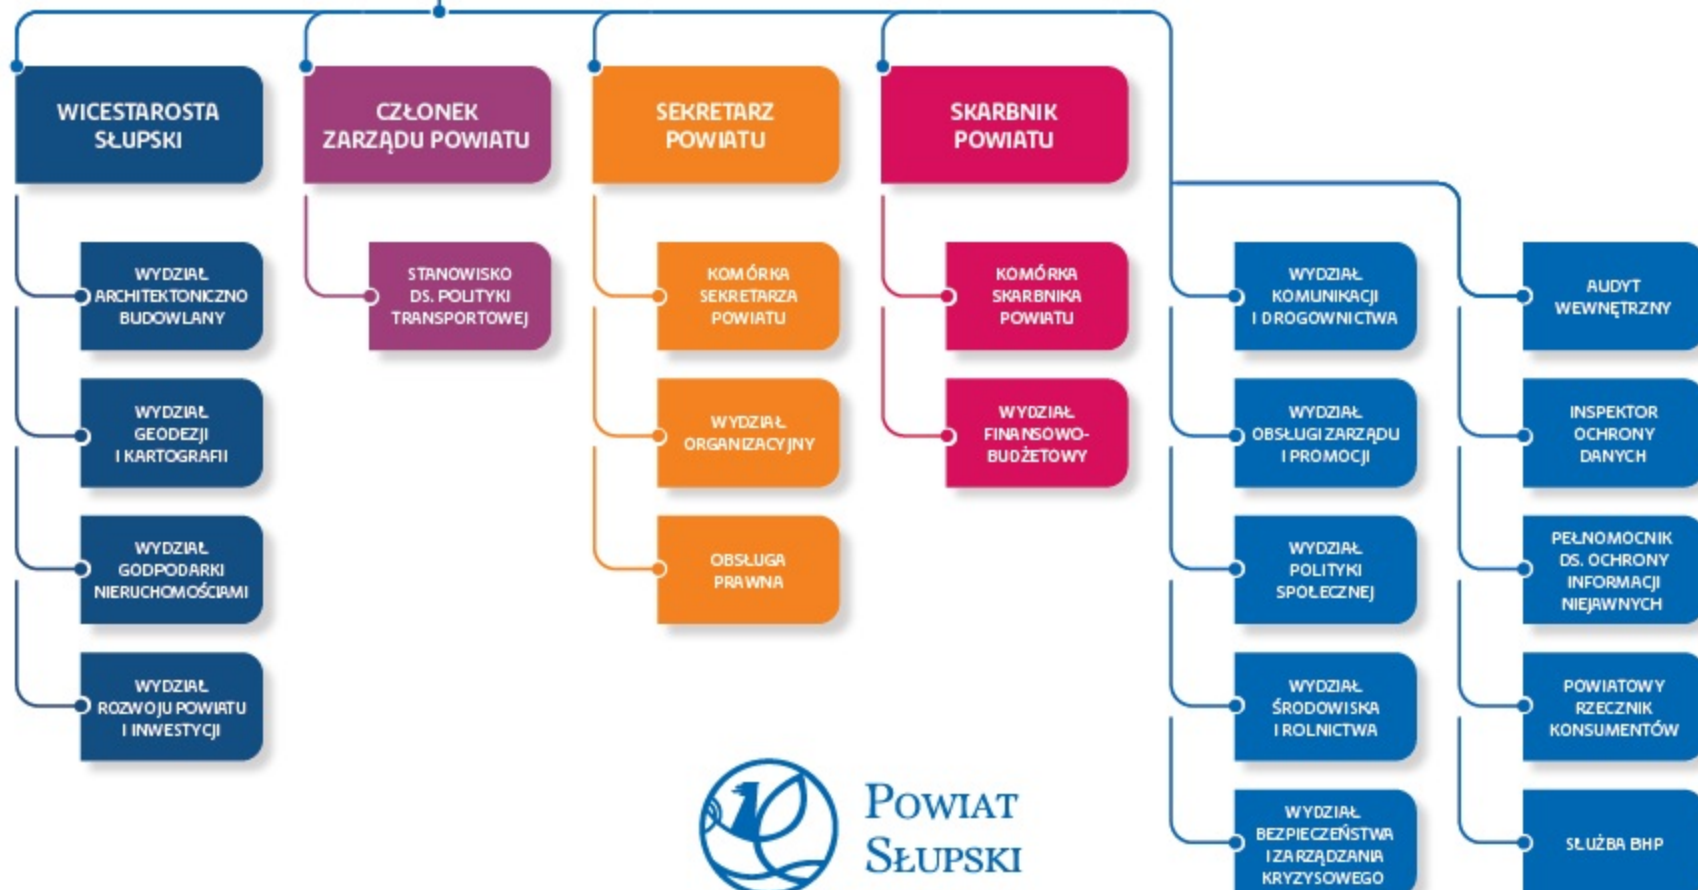 WICESTAROSTA
SŁUPSKI
WYDZIAŁ
ARCHITEKTONICZNO
BUDOWLANY
WYDZIAŁ
GEODEZJI
I KARTOGRAFII
WYDZIAŁ
GODPODARKI
NIERUCHOMOŚCIAMI
WYDZIAŁ
ROZWOJU POWIATU
I INWESTYCJI
CZŁONEK
ZARZĄDU POWIATU
STANOWISKO
DS. POLITYKI
TRANSPORTOWEJ
SEKRETARZ
POWIATU
KOMÓRKA
SEKRETARZA
POWIATU
WYDZIAŁ
ORGANIZACYJNY
OBSŁUGA
PRAWNA
SKARBNIK
POWIATU
KOMÓRKA
SKARBNIKA
POWIATU
WYDZIAŁ
FINANSOWO-
BUDŻETOWY
WYDZIAŁ
KOMUNIKACJI
I DROGOWNICTWA
WYDZIAŁ
OBSŁUGI ZARZĄDU
I PROMOCJI
WYDZIAŁ
POLITYKI
SPOŁECZNEJ
WYDZIAŁ
ŚRODOWISKA
I ROLNICTWA
WYDZIAŁ
BEZPIECZEŃSTWA
I ZARZĄDZANIA
KRYZYSOWEGO
AUDYT
WEWNĘTRZNY
INSPEKTOR
OCHRONY
DANYCH
PEŁNOMOCNIK
DS. OCHRONY
INFORMACJI
NIEJAWNYCH
POWIATOWY
RZECZNIK
KONSUMENTÓW
SŁUŻBA BHP
POWIAT
SŁUPSKI